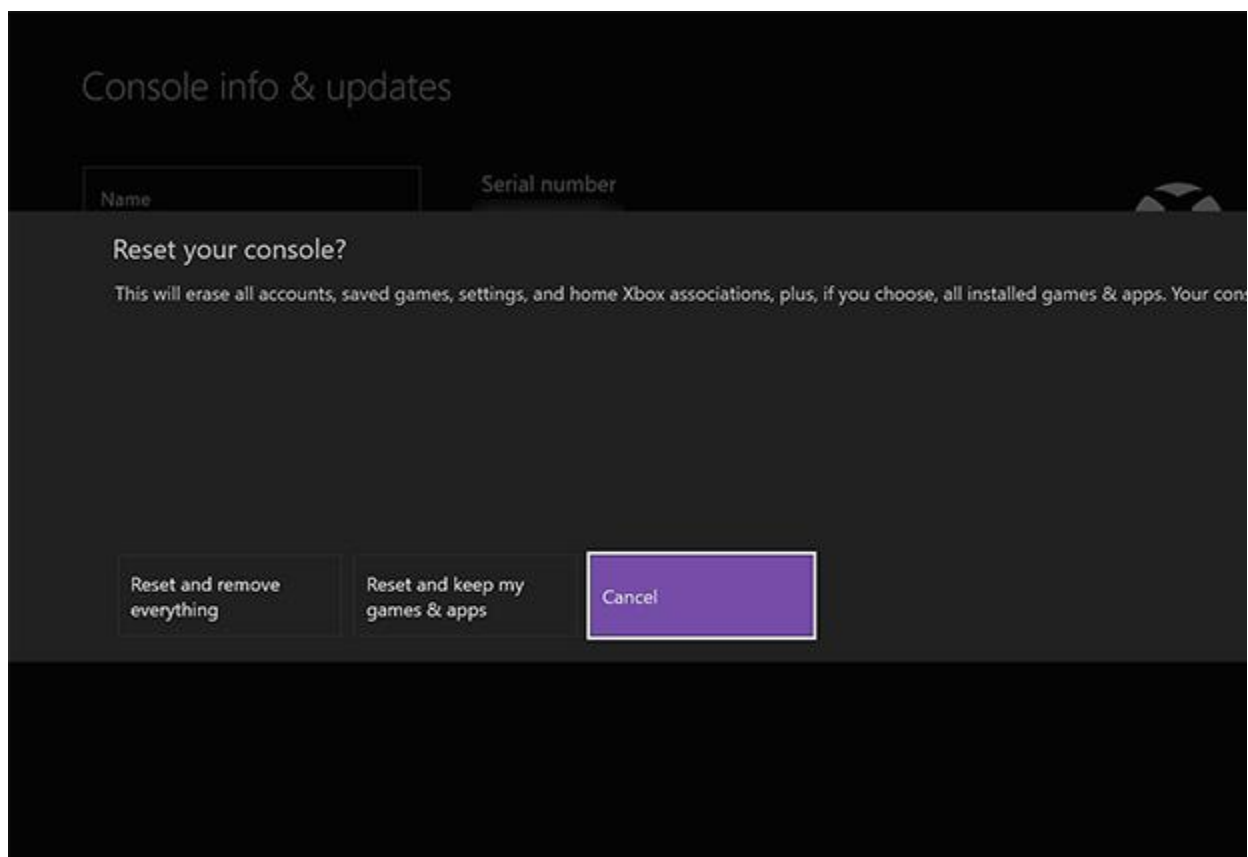 Console info & updates
Name
Serial number
Reset your console?
This will erase all accounts, saved games, settings, and home Xbox associations, plus, if you choose, all installed games & apps. Your
Reset and remove
everything
Reset and keep my
games & apps
Cancel